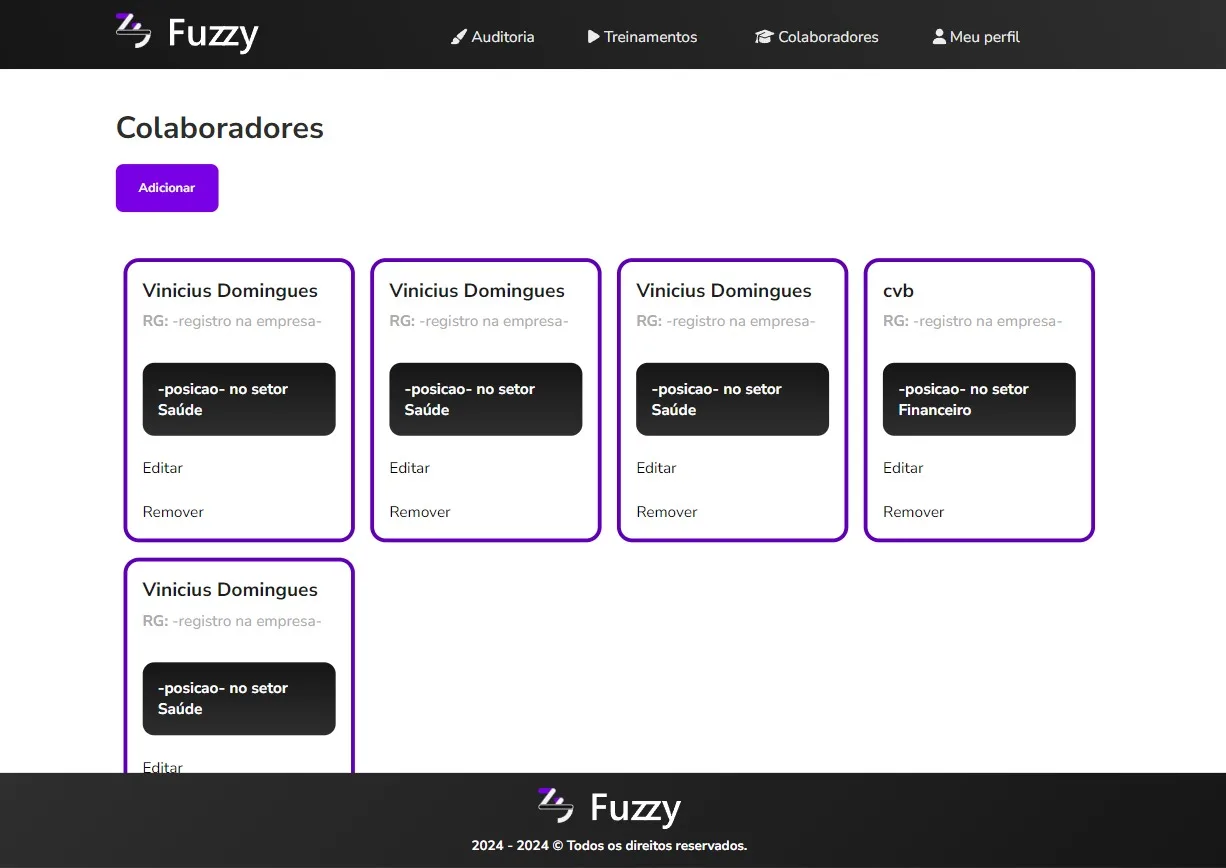 Fuzzy
Auditoria
Treinamentos
Colaboradores
Meu perfil
Colaboradores
Adicionar
Vinicius Domingues
RG: -registro na empresa-
-posicao- no setor
Saúde
Editar
Remover
Vinicius Domingues
RG: -registro na empresa-
-posicao- no setor
Saúde
Editar
Remover
Vinicius Domingues
RG: -registro na empresa-
-posicao- no setor
Saúde
Editar
Remover
cvb
RG: -registro na empresa-
-posicao- no setor
Financeiro
Editar
Remover
Vinicius Domingues
RG: -registro na empresa-
-posicao- no setor
Saúde
Editar
Fuzzy
2024 - 2024 © Todos os direitos reservados.